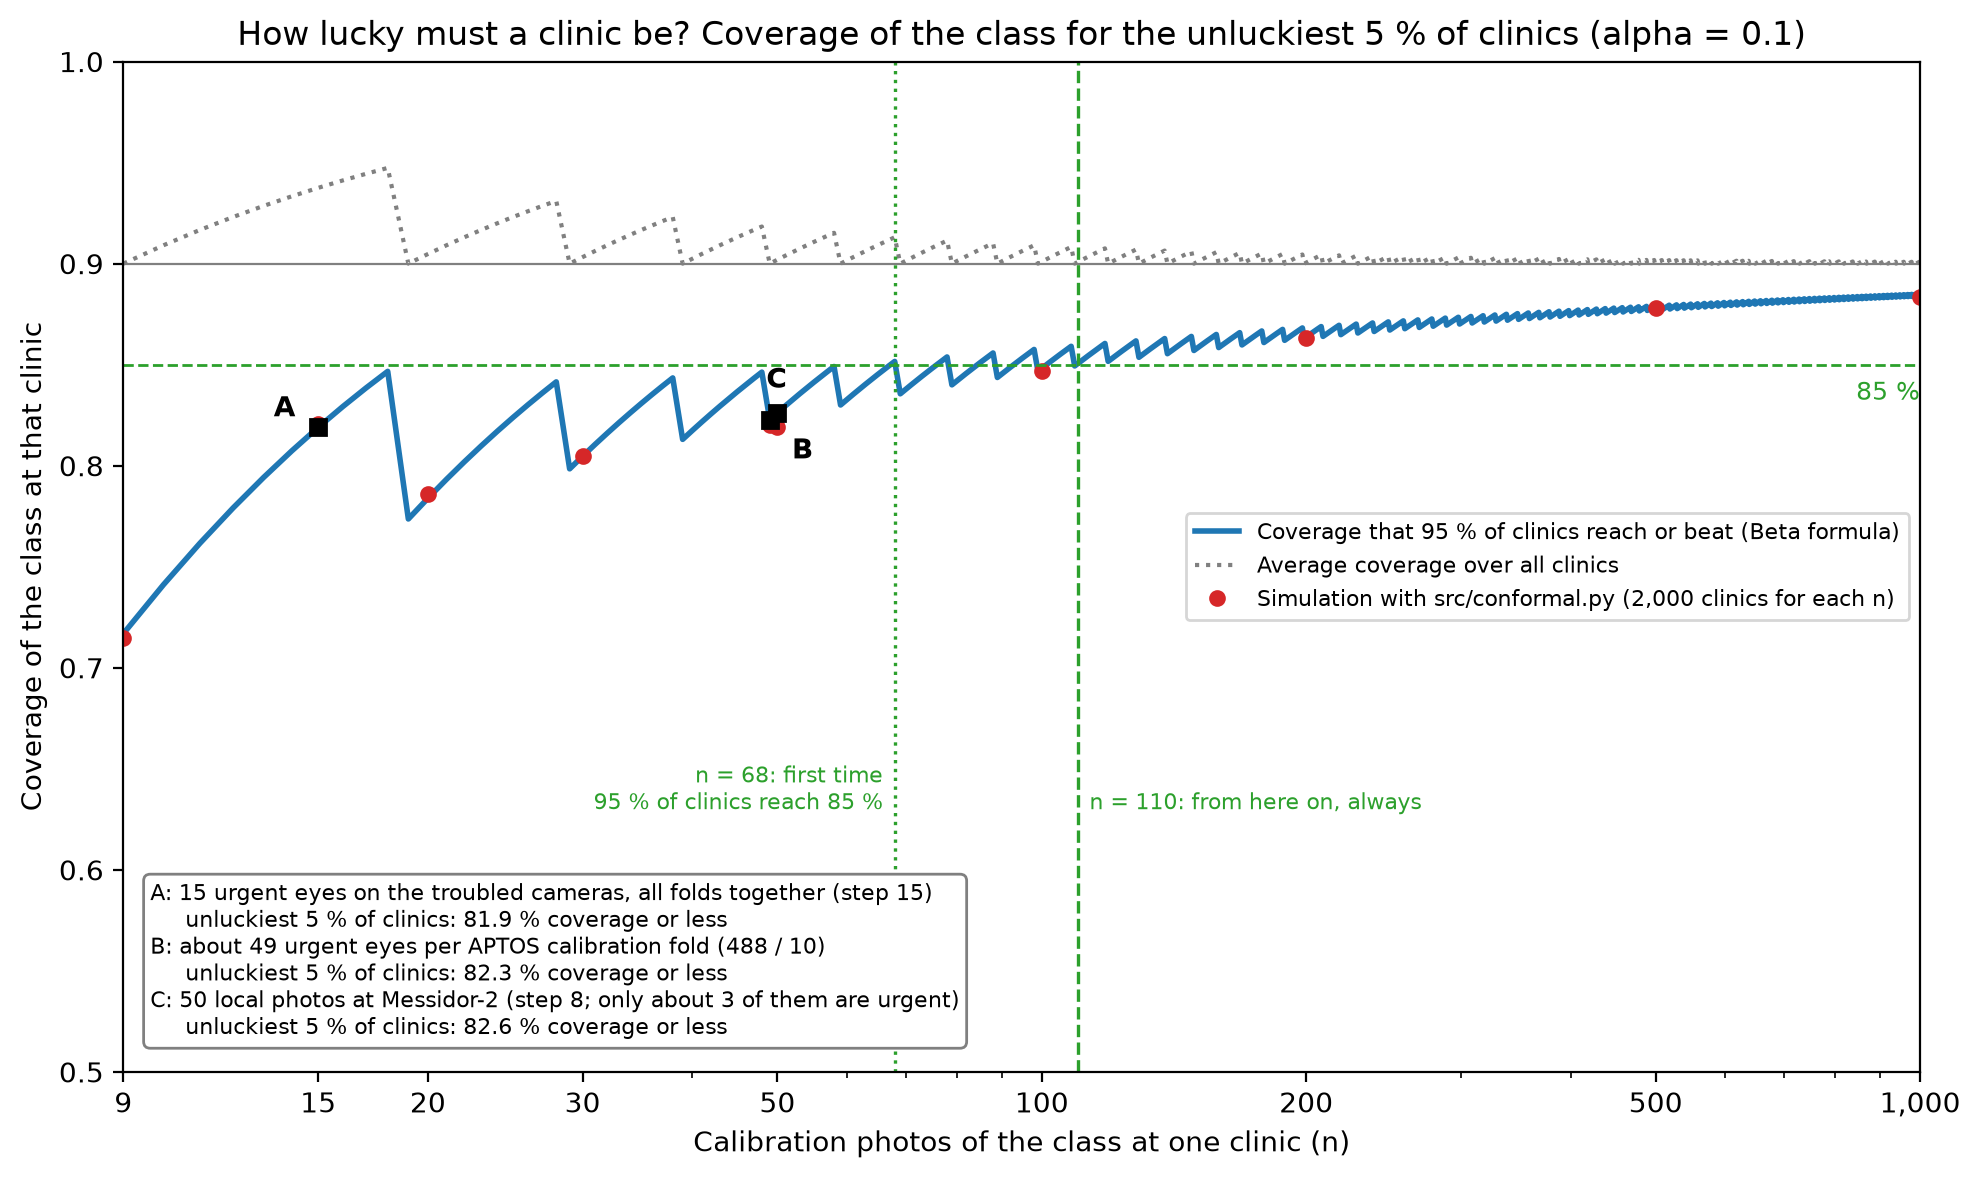 How lucky must a clinic be? Coverage of the class for the unluckiest 5 % of clinics (alpha = 0.1)
Coverage of the class at that clinic
1.0
0.9
0.8
0.7
0.6
0.5
A
C
B
85 %
Coverage that 95 % of clinics reach or beat (Beta formula)
Average coverage over all clinics
Simulation with src/conformal.py (2,000 clinics for each n)
n = 68: first time
95 % of clinics reach 85 %
n = 110: from here on, always
A: 15 urgent eyes on the troubled cameras, all folds together (step 15)
unluckiest 5 % of clinics: 81.9 % coverage or less
B: about 49 urgent eyes per APTOS calibration fold (488 / 10)
unluckiest 5 % of clinics: 82.3 % coverage or less
C: 50 local photos at Messidor-2 (step 8; only about 3 of them are urgent)
unluckiest 5 % of clinics: 82.6 % coverage or less
9 15 20 30 50 100 200 500 1,000
Calibration photos of the class at one clinic (n)